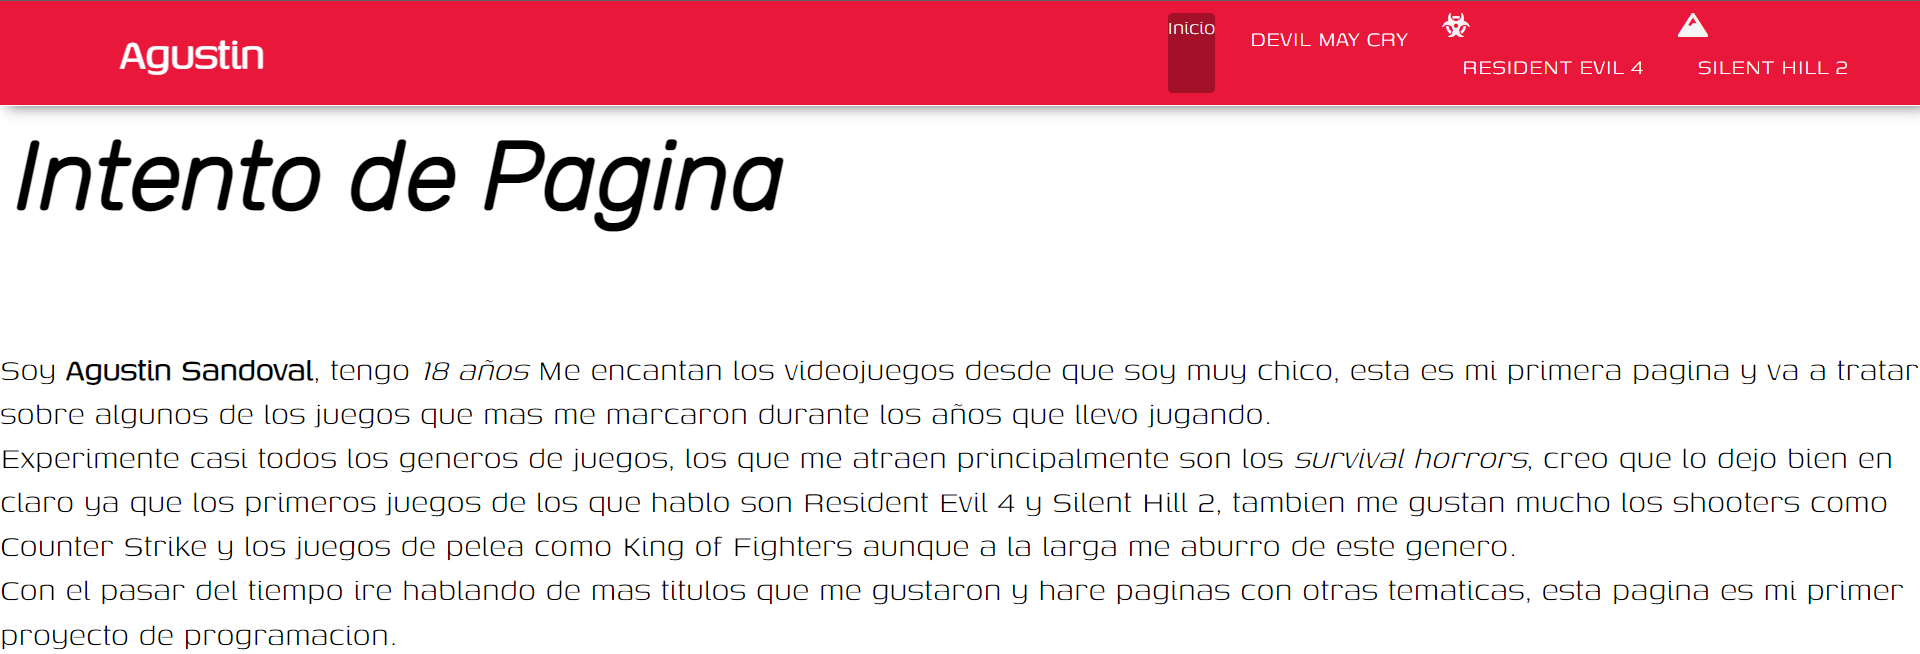 Agustin
Inicio
DEVIL MAY CRY
RESIDENT EVIL 4
SILENT HILL 2
Intento de Pagina
Soy Agustin Sandoval, tengo 18 años Me encantan los videojuegos desde que soy muy chico, esta es mi primera pagina y va a tratar
sobre algunos de los juegos que mas me marcaron durante los años que llevo jugando.
Experimente casi todos los generos de juegos, los que me atraen principalmente son los survival horrors, creo que lo dejo bien en
claro ya que los primeros juegos de los que hablo son Resident Evil 4 y Silent Hill 2, tambien me gustan mucho los shooters como
Counter Strike y los juegos de pelea como King of Fighters aunque a la larga me aburro de este genero.
Con el pasar del tiempo ire hablando de mas titulos que me gustaron y hare paginas con otras tematicas, esta pagina es mi primer
proyecto de programacion.